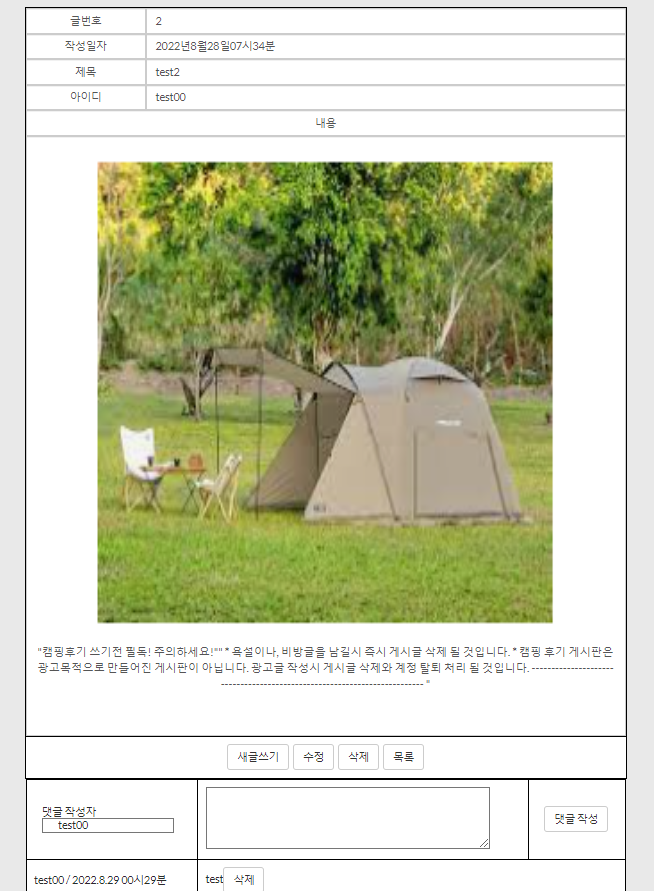 글번호 2
작성일자 2022년8월28일07시34분
제목 test2
아이디 test00
내용
"캠핑후기 쓰기전 필독! 주의하세요!"" * 욕설이나, 비방글을 남길시 즉시 게시글 삭제 될 것입니다. * 캠핑 후기 게시판은
광고목적으로 만들어진 게시판이 아닙니다. 광고글 작성시 게시글 삭제와 계정 탈퇴 처리 될 것입니다. ----------------------
------------------------------------------------------ "
새글쓰기 수정 삭제 목록
댓글 작성자
test00
댓글 작성
test00 / 2022.8.29 00시29분 test 삭제